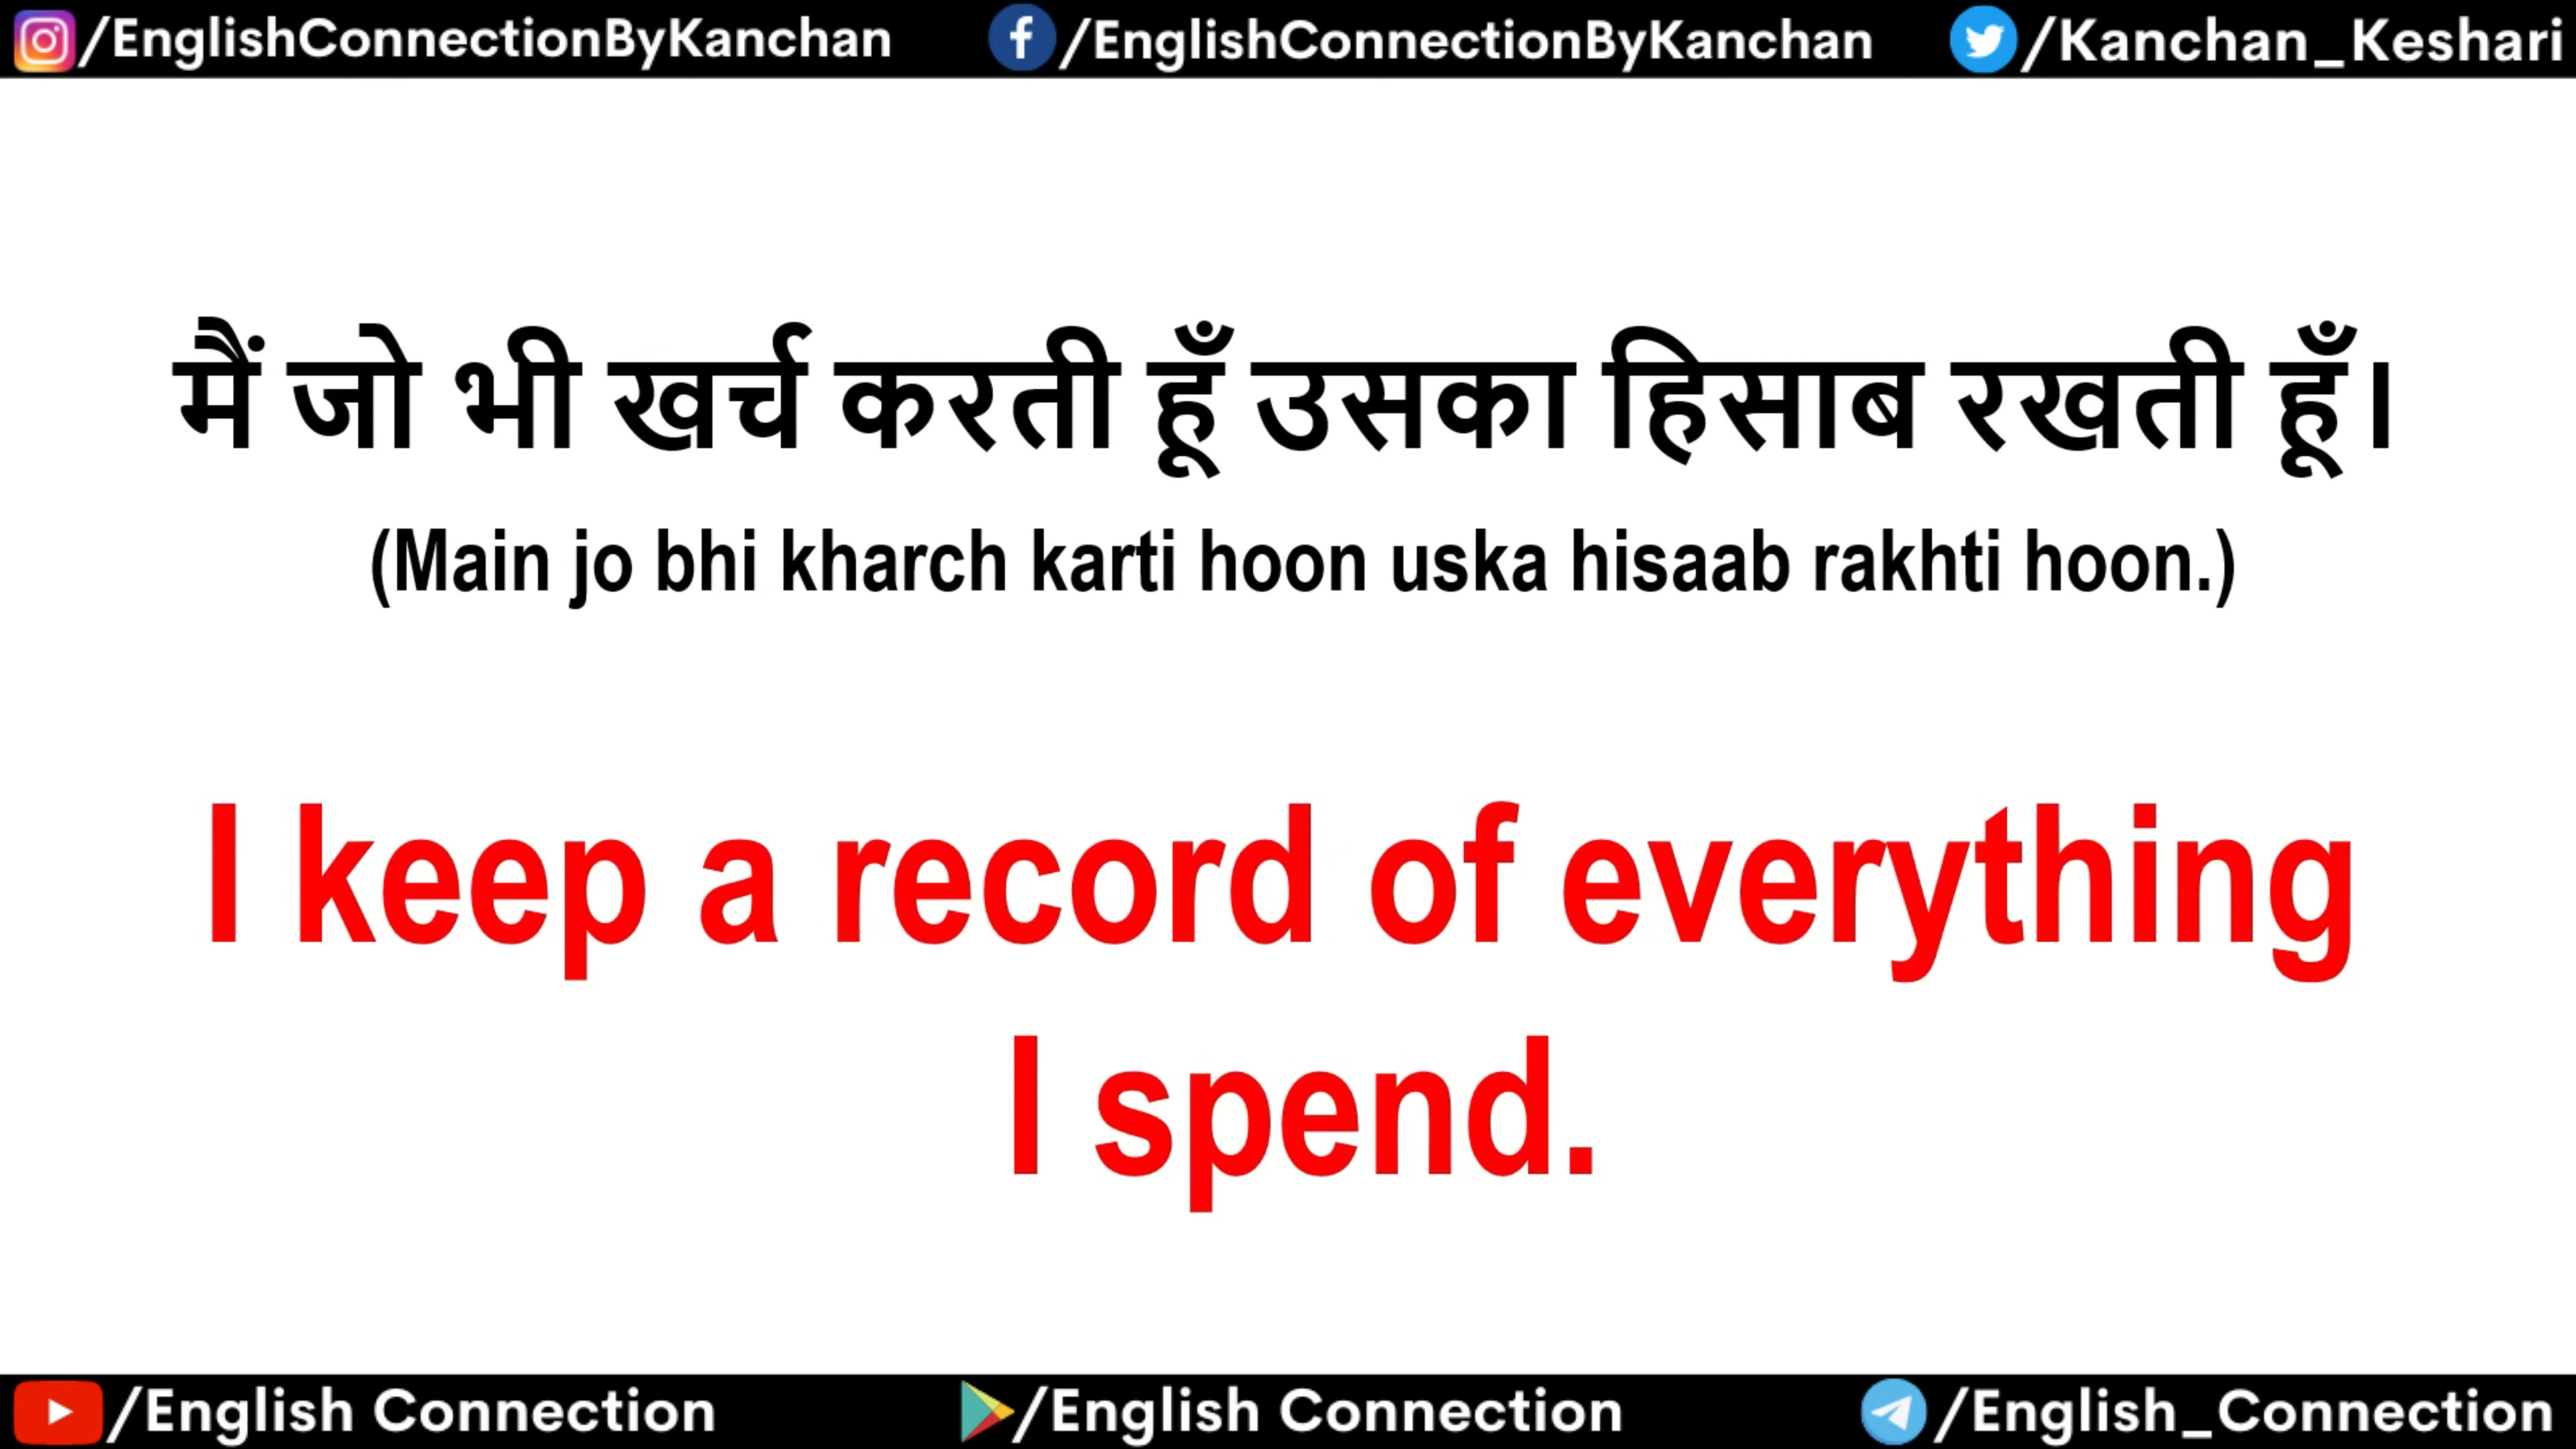 /EnglishConnectionByKanchan /EnglishConnectionByKanchan /Kanchan_Keshari
मैं जो भी खर्च करती हूँ उसका हिसाब रखती हूँ।
(Main jo bhi kharch karti hoon uska hisaab rakhti hoon.)
I keep a record of everything
I spend.
/English Connection /English Connection /English_Connection